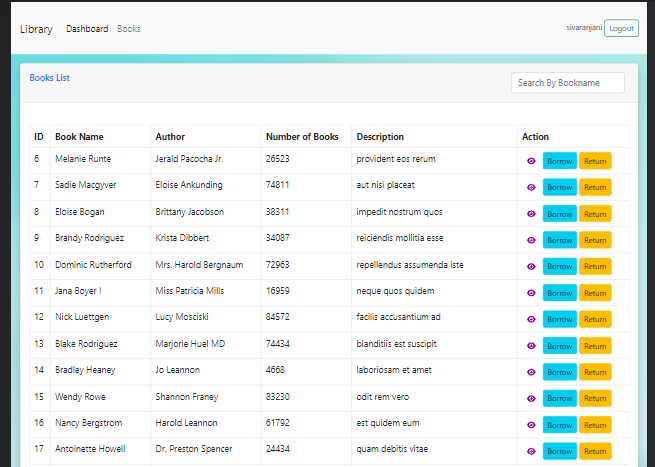 Library Dashboard Books sivaranjani Logout
Books List Search By Bookname
ID Book Name Author Number of Books Description Action
6 Melanie Runte Jerald Pacocha Jr. 26523 provident eos rerum Borrow Return
7 Sadie Macgyver Eloise Ankunding 74811 aut nisi placeat Borrow Return
8 Eloise Bogan Brittany Jacobson 38311 impedit nostrum quos Borrow Return
9 Brandy Rodriguez Krista Dibbert 34087 reiciendis mollitia esse Borrow Return
10 Dominic Rutherford Mrs. Harold Bergnaum 72963 repellendus assumenda iste Borrow Return
11 Jana Boyer I Miss Patricia Mills 16959 neque quos quidem Borrow Return
12 Nick Luettgen Lucy Mosciski 84572 facilis accusantium ad Borrow Return
13 Blake Rodriguez Marjorie Huel MD 74434 blanditiis est suscipit Borrow Return
14 Bradley Heaney Jo Leannon 4668 laboriosam et amet Borrow Return
15 Wendy Rowe Shannon Franey 83230 odit rem vero Borrow Return
16 Nancy Bergstrom Harold Leannon 61792 est quidem eum Borrow Return
17 Antoinette Howell Dr. Preston Spencer 24434 quam debitis vitae Borrow Return